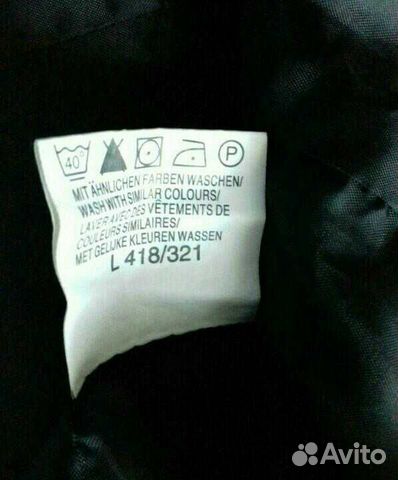 40° P
MIT ÄHNLICHEN FARBEN WASCHEN/
WASH WITH SIMILAR COLOURS/
LAVER AVEC DES VÊTEMENTS DE
COULEURS SIMILAIRES/
MET GELIJKE KLEUREN WASSEN
L 418/321
Avito